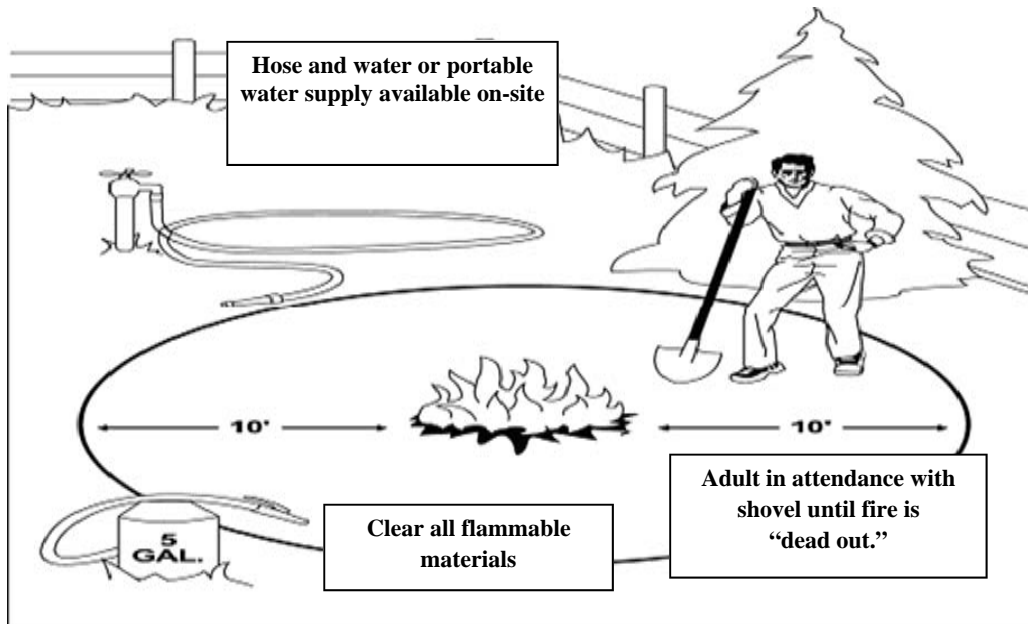 Hose and water or portable
water supply available on-site
10'
10'
Adult in attendance with
shovel until fire is
“dead out.”
Clear all flammable
materials
5
GAL.